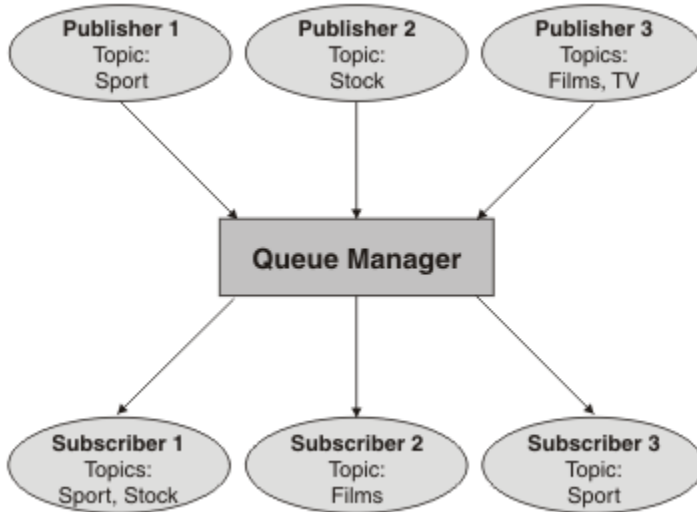 Publisher 1
Topic:
Sport
Publisher 2
Topic:
Stock
Publisher 3
Topics:
Films, TV
Queue Manager
Subscriber 1
Topics:
Sport, Stock
Subscriber 2
Topic:
Films
Subscriber 3
Topic:
Sport